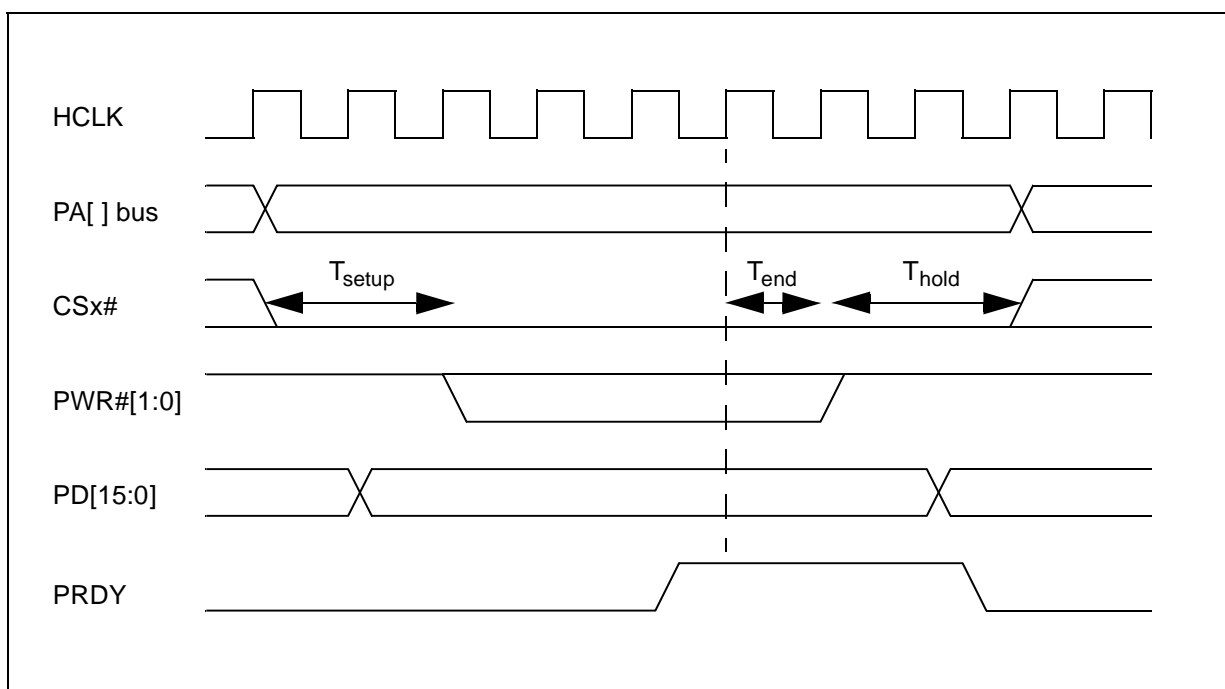 HCLK
PA[ ] bus
Tsetup
Tend
Thold
CSx#
PWR#[1:0]
PD[15:0]
PRDY